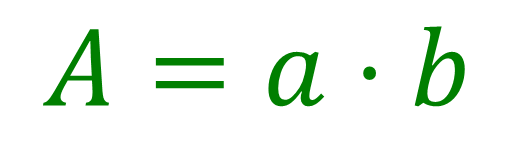 A = a · b